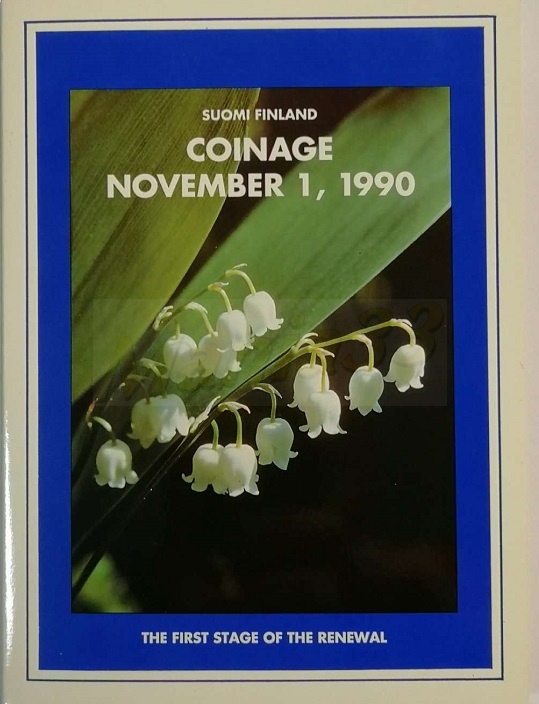 SUOMI FINLAND
COINAGE
NOVEMBER 1, 1990
THE FIRST STAGE OF THE RENEWAL